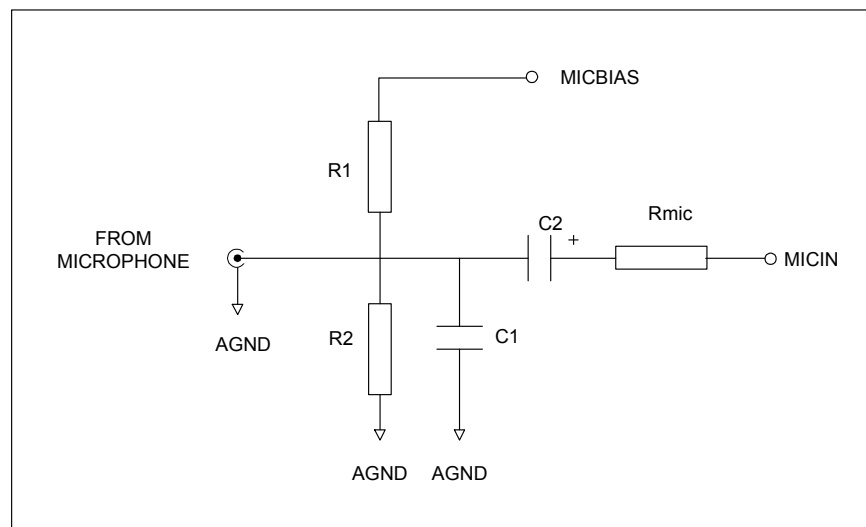 MICBIAS
R1
C2
+
Rmic
FROM
MICROPHONE
MICIN
AGND
R2
C1
AGND
AGND